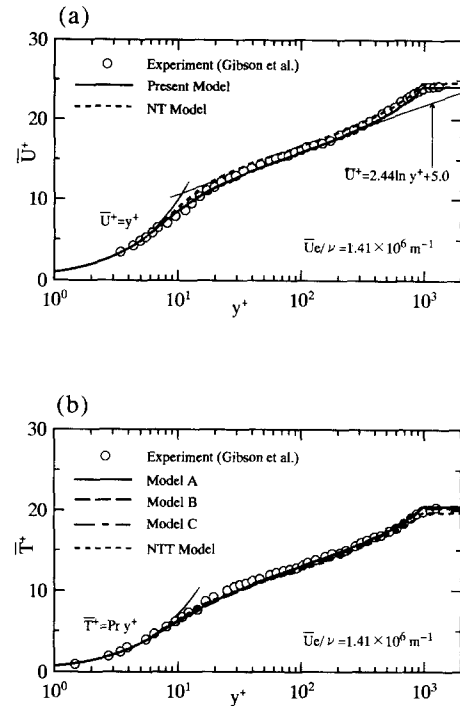 (a)
30
○ Experiment (Gibson et al.)
Present Model
NT Model
20
U̅⁺
U̅⁺=2.44ln y⁺+5.0
10
U̅⁺=y⁺
U̅e/ν=1.41×10⁶ m⁻¹
0
10⁰ 10¹ 10² 10³
y⁺
(b)
30
○ Experiment (Gibson et al.)
Model A
Model B
Model C
NTT Model
20
T̅⁺
10
T̅⁺=Pr y⁺
U̅e/ν=1.41×10⁶ m⁻¹
0
10⁰ 10¹ 10² 10³
y⁺